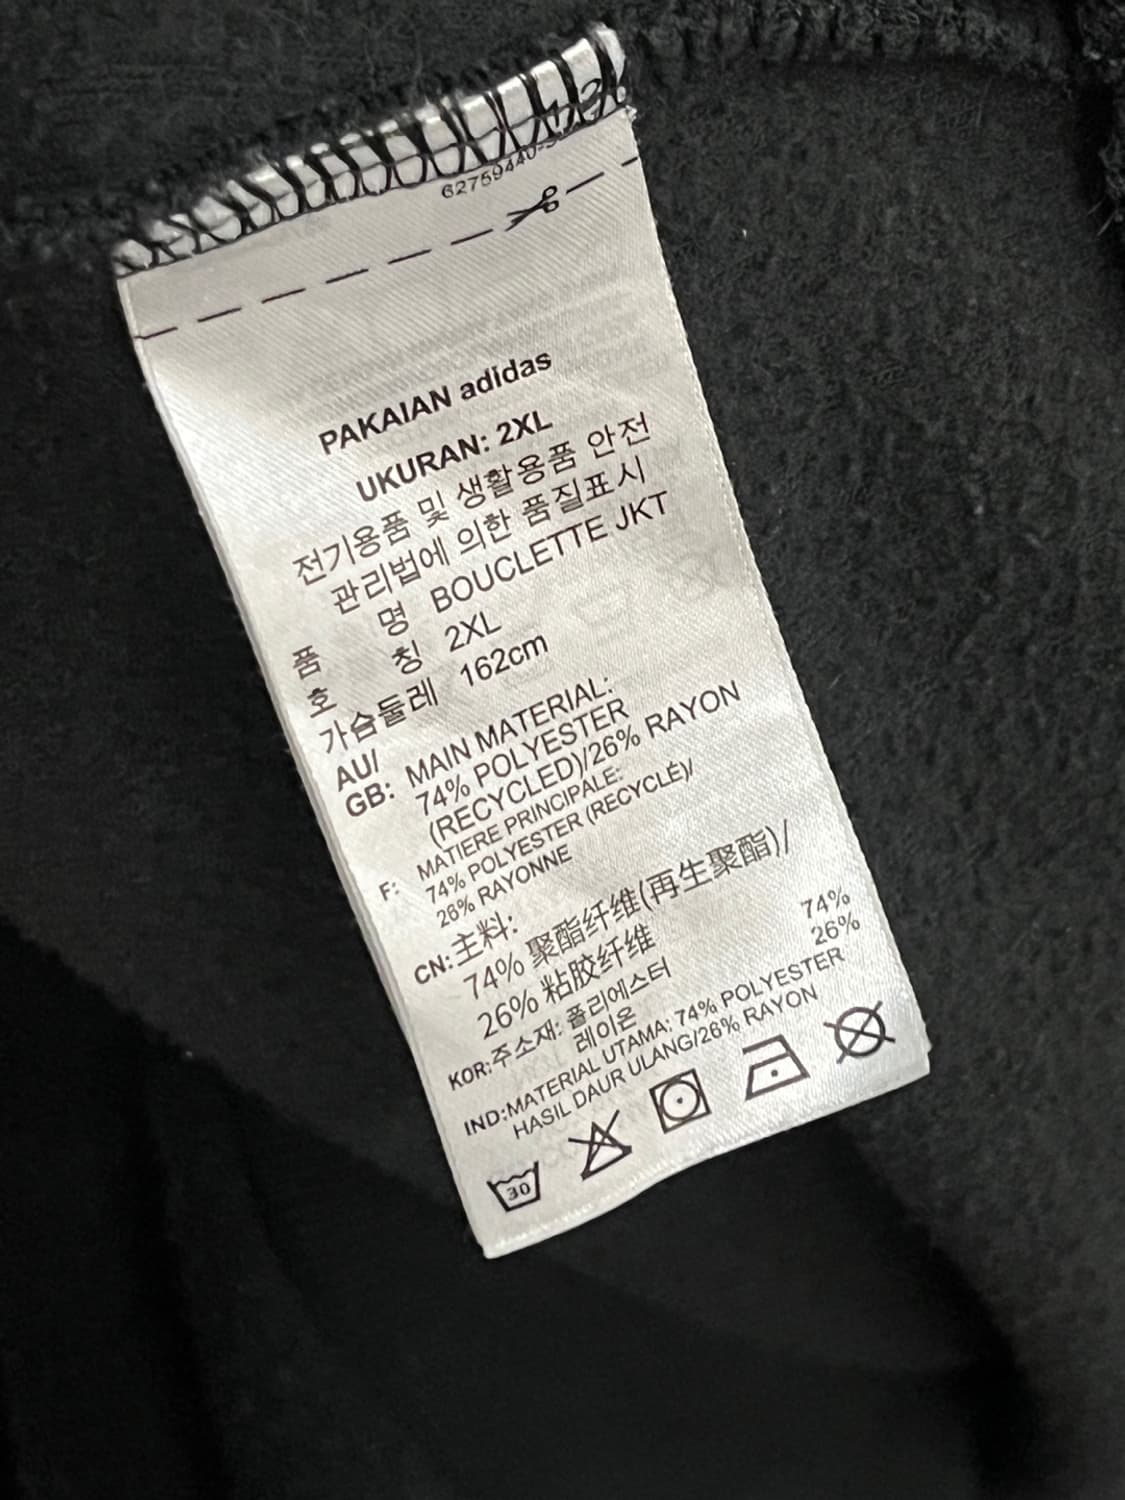 62759440-
PAKAIAN adidas
UKURAN: 2XL
전기용품 및 생활용품 안전
관리법에 의한 품질표시
품 명 BOUCLETTE JKT
호 칭 2XL
가슴둘레 162cm
AU/
GB: MAIN MATERIAL:
74% POLYESTER
(RECYCLED)/26% RAYON
F: MATIERE PRINCIPALE:
74% POLYESTER (RECYCLÉ)/
26% RAYONNE
CN: 主料:
74% 聚酯纤维(再生聚酯)/
26% 粘胶纤维
KOR: 주소재: 폴리에스터 74%
레이온 26%
IND: MATERIAL UTAMA: 74% POLYESTER
HASIL DAUR ULANG/26% RAYON
30